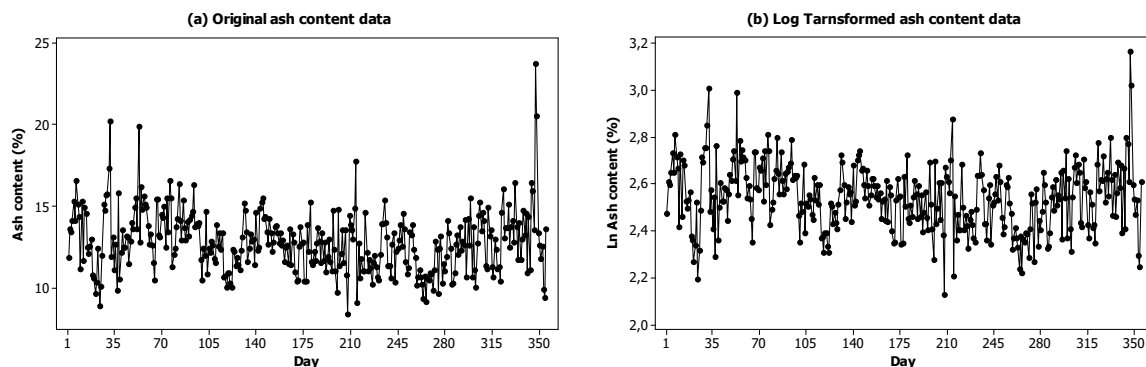 (a) Original ash content data
25
20
15
10
Ash content (%)
1 35 70 105 140 175 210 245 280 315 350
Day
(b) Log Tarnsformed ash content data
3,2
3,0
2,8
2,6
2,4
2,2
2,0
Ln Ash content (%)
1 35 70 105 140 175 210 245 280 315 350
Day